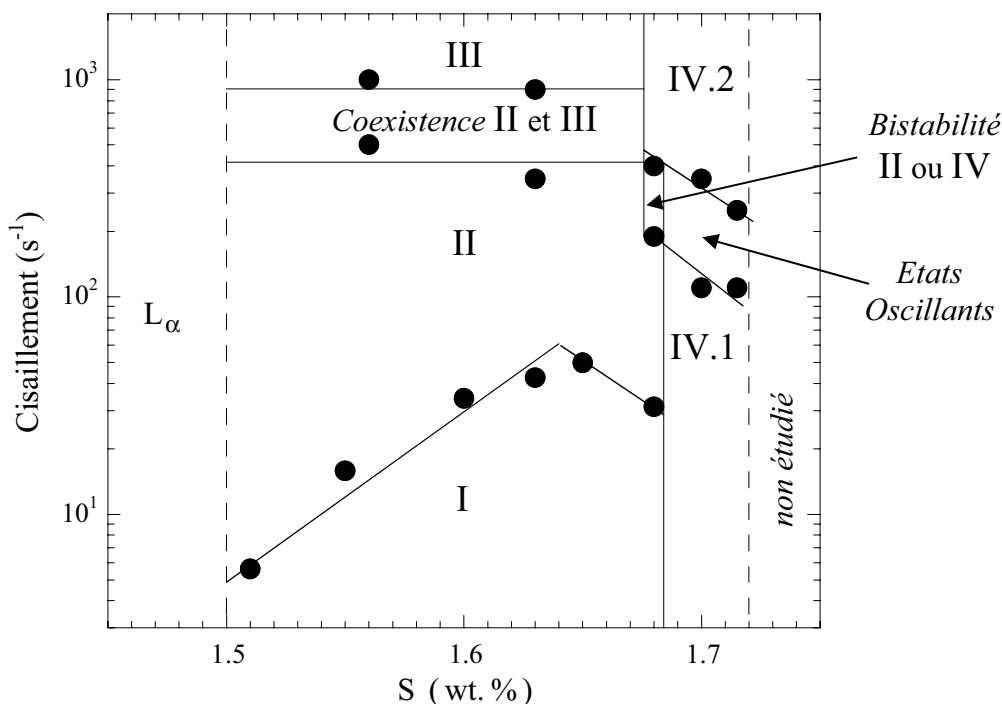 10³
10²
10¹
Cisaillement (s⁻¹)
III
Coexistence II et III
II
I
Lα
IV.2
IV.1
Bistabilité
II ou IV
Etats
Oscillants
non étudié
1.5
1.6
1.7
S ( wt. % )